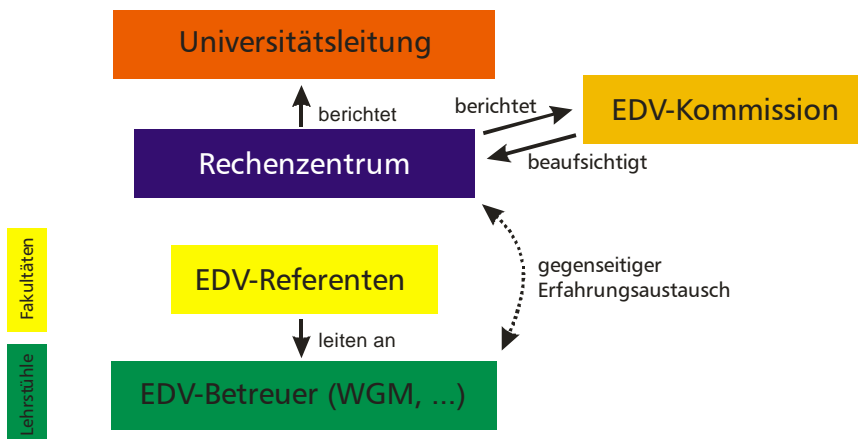 Universitätsleitung
berichtet
berichtet
EDV-Kommission
Rechenzentrum
beaufsichtigt
Fakultäten
EDV-Referenten
gegenseitiger
Erfahrungsaustausch
leiten an
Lehrstühle
EDV-Betreuer (WGM, ...)